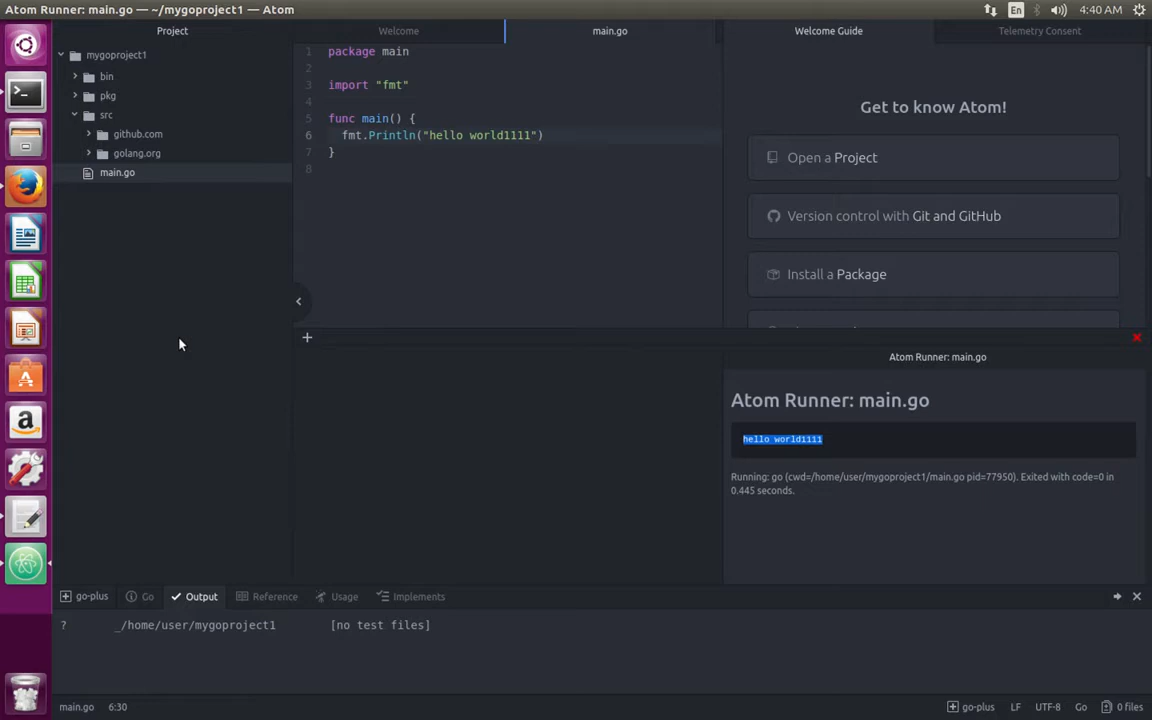 Atom Runner: main.go — ~/mygoproject1 — Atom
En
4:40 AM
Project
Welcome
main.go
Welcome Guide
Telemetry Consent
mygoproject1
bin
pkg
src
github.com
golang.org
main.go
1 package main
2
3 import "fmt"
4
5 func main() {
6 fmt.Println("hello world1111")
7 }
8
Get to know Atom!
Open a Project
Version control with Git and GitHub
Install a Package
Atom Runner: main.go
Atom Runner: main.go
hello world1111
Running: go (cwd=/home/user/mygoproject1/main.go pid=77950). Exited with code=0 in
0.445 seconds.
go-plus
Go
Output
Reference
Usage
Implements
? _/home/user/mygoproject1 [no test files]
main.go 6:30
go-plus LF UTF-8 Go 0 files